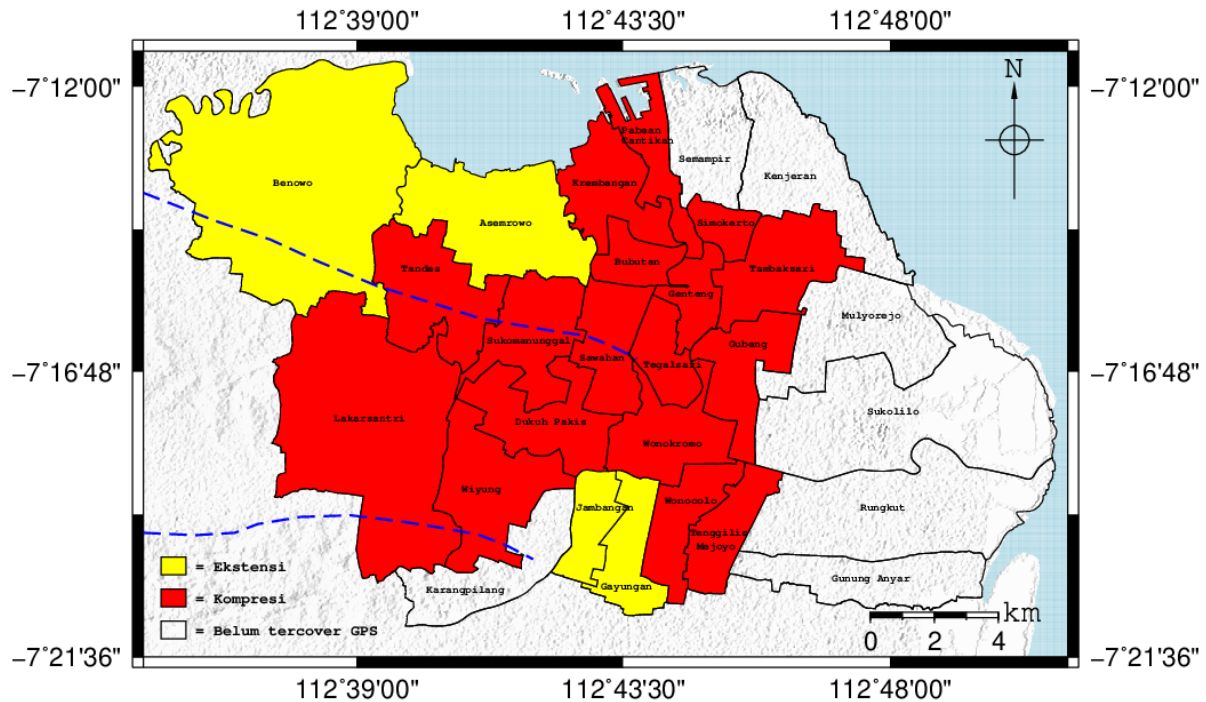 112°39'00" 112°43'30" 112°48'00"
N
−7°12'00" −7°12'00"
Pabean
Cantikan
Semampir
Kenjeran
Benowo
Krembangan
Asemrowo
Simokerto
Bubutan
Tandas
Tambaksari
Genteng
Mulyorejo
Sukomanunggal
Gubang
Sawahan
Tegalsari
−7°16'48" −7°16'48"
Sukolilo
Lakarsantri
Dukuh Pakis
Wonokromo
Wiyung
Wonocolo
Jambangan
Rungkut
Tenggilis
Mejoyo
= Ekstensi
Gunung Anyar
Gayungan
Karangpilang
= Kompresi
km
= Belum tercover GPS
0 2 4
−7°21'36" −7°21'36"
112°39'00" 112°43'30" 112°48'00"